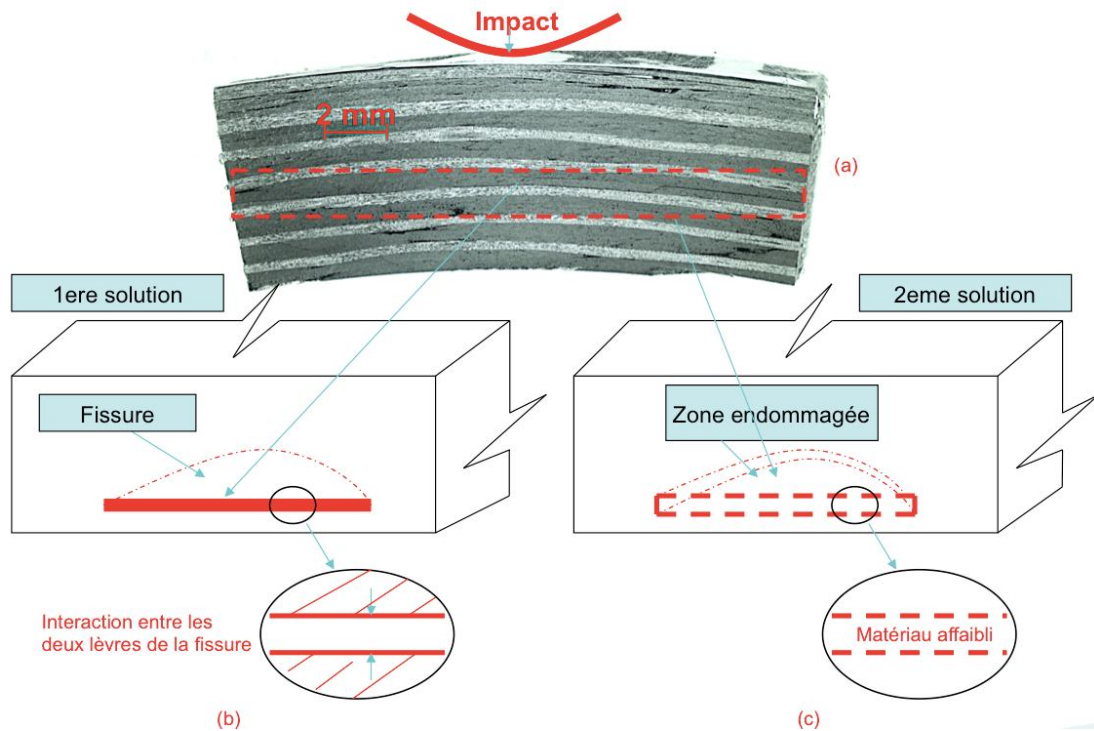 Impact
2 mm
(a)
1ere solution
2eme solution
Fissure
Zone endommagée
Interaction entre les
deux lèvres de la fissure
Matériau affaibli
(b)
(c)